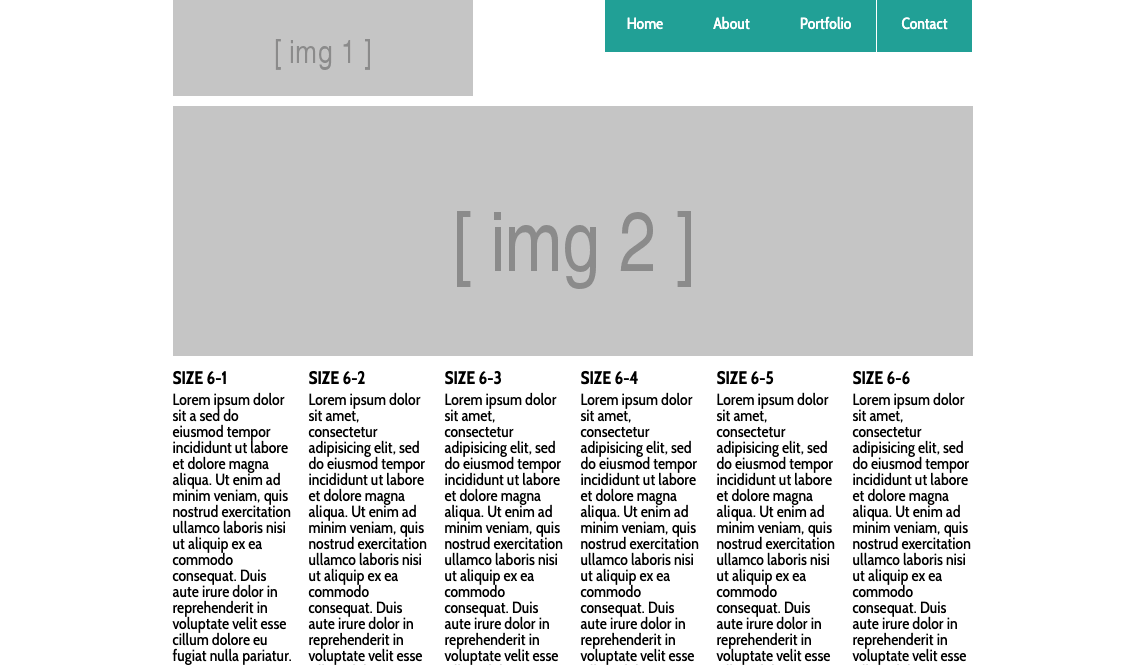 [ img 1 ]
Home About Portfolio Contact
[ img 2 ]
SIZE 6-1
Lorem ipsum dolor
sit a sed do
eiusmod tempor
incididunt ut labore
et dolore magna
aliqua. Ut enim ad
minim veniam, quis
nostrud exercitation
ullamco laboris nisi
ut aliquip ex ea
commodo
consequat. Duis
aute irure dolor in
reprehenderit in
voluptate velit esse
cillum dolore eu
fugiat nulla pariatur.
SIZE 6-2
Lorem ipsum dolor
sit amet,
consectetur
adipisicing elit, sed
do eiusmod tempor
incididunt ut labore
et dolore magna
aliqua. Ut enim ad
minim veniam, quis
nostrud exercitation
ullamco laboris nisi
ut aliquip ex ea
commodo
consequat. Duis
aute irure dolor in
reprehenderit in
voluptate velit esse
SIZE 6-3
Lorem ipsum dolor
sit amet,
consectetur
adipisicing elit, sed
do eiusmod tempor
incididunt ut labore
et dolore magna
aliqua. Ut enim ad
minim veniam, quis
nostrud exercitation
ullamco laboris nisi
ut aliquip ex ea
commodo
consequat. Duis
aute irure dolor in
reprehenderit in
voluptate velit esse
SIZE 6-4
Lorem ipsum dolor
sit amet,
consectetur
adipisicing elit, sed
do eiusmod tempor
incididunt ut labore
et dolore magna
aliqua. Ut enim ad
minim veniam, quis
nostrud exercitation
ullamco laboris nisi
ut aliquip ex ea
commodo
consequat. Duis
aute irure dolor in
reprehenderit in
voluptate velit esse
SIZE 6-5
Lorem ipsum dolor
sit amet,
consectetur
adipisicing elit, sed
do eiusmod tempor
incididunt ut labore
et dolore magna
aliqua. Ut enim ad
minim veniam, quis
nostrud exercitation
ullamco laboris nisi
ut aliquip ex ea
commodo
consequat. Duis
aute irure dolor in
reprehenderit in
voluptate velit esse
SIZE 6-6
Lorem ipsum dolor
sit amet,
consectetur
adipisicing elit, sed
do eiusmod tempor
incididunt ut labore
et dolore magna
aliqua. Ut enim ad
minim veniam, quis
nostrud exercitation
ullamco laboris nisi
ut aliquip ex ea
commodo
consequat. Duis
aute irure dolor in
reprehenderit in
voluptate velit esse